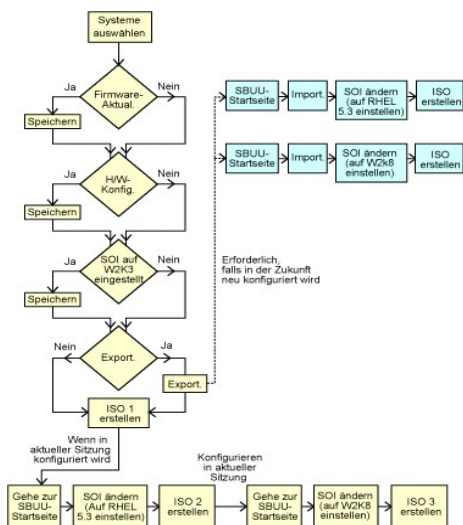 Systeme
auswählen
Ja
Firmware-
Aktual.
Nein
Speichern
Ja
H/W-
Konfig.
Nein
Speichern
Ja
SOI auf
W2K3
eingestellt
Nein
Speichern
Nein
Export.
Ja
Export.
ISO 1
erstellen
SBUU-
Startseite
Import.
SOI ändern
(auf RHEL
5.3 einstellen)
ISO
erstellen
SBUU-
Startseite
Import.
SOI ändern
(auf W2k8
einstellen)
ISO
erstellen
Erforderlich,
falls in der Zukunft
neu konfiguriert wird
Wenn in
aktueller Sitzung
konfiguriert wird
Konfigurieren
in aktueller
Sitzung
Gehe zur
SBUU-
Startseite
SOI ändern
(Auf RHEL
5.3 einstellen)
ISO 2
erstellen
Gehe zur
SBUU-
Startseite
SOI ändern
(auf W2K8
einstellen)
ISO 3
erstellen